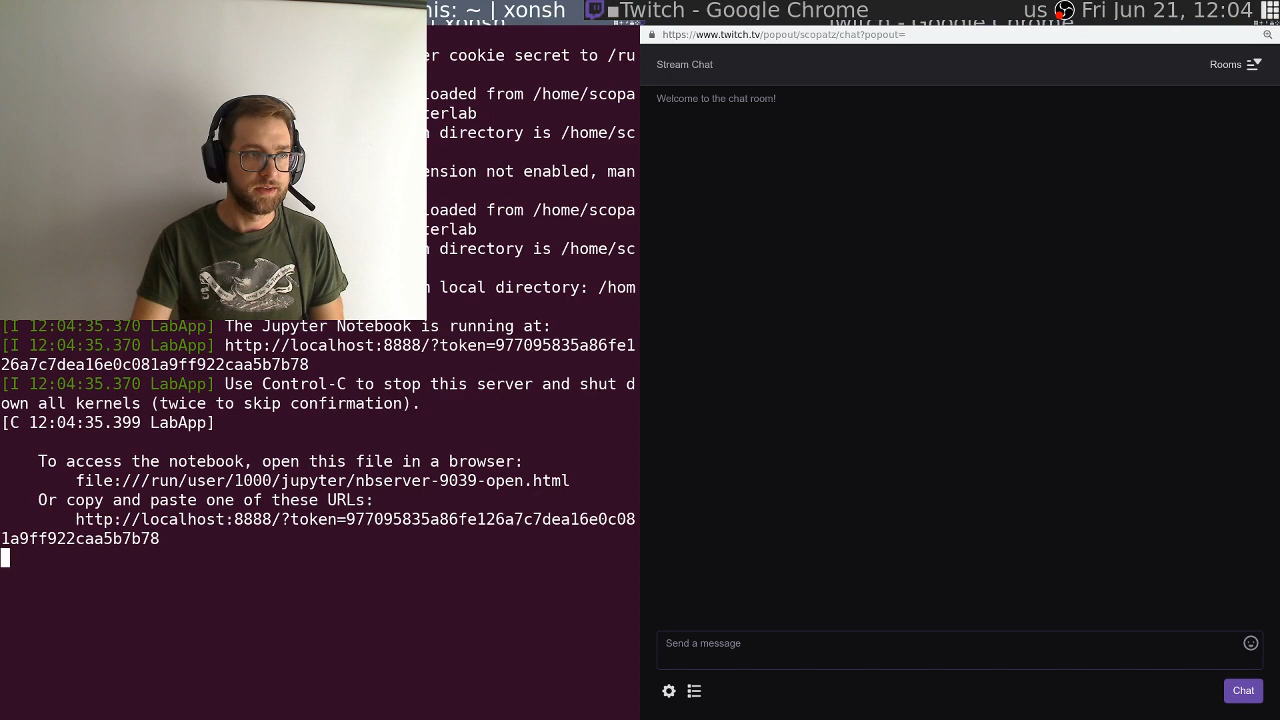 nis: ~ | xonsh
Twitch - Google Chrome
us
Fri Jun 21, 12:04
https://www.twitch.tv/popout/scopatz/chat?popout=
er cookie secret to /ru
oaded from /home/scopa
terlab
n directory is /home/sc
ension not enabled, man
oaded from /home/scopa
terlab
n directory is /home/sc
n local directory: /hom
[I 12:04:35.370 LabApp] The Jupyter Notebook is running at:
[I 12:04:35.370 LabApp] http://localhost:8888/?token=977095835a86fe1
26a7c7dea16e0c081a9ff922caa5b7b78
[I 12:04:35.370 LabApp] Use Control-C to stop this server and shut d
own all kernels (twice to skip confirmation).
[C 12:04:35.399 LabApp]
To access the notebook, open this file in a browser:
file:///run/user/1000/jupyter/nbserver-9039-open.html
Or copy and paste one of these URLs:
http://localhost:8888/?token=977095835a86fe126a7c7dea16e0c08
1a9ff922caa5b7b78
Stream Chat
Rooms
Welcome to the chat room!
Send a message
Chat